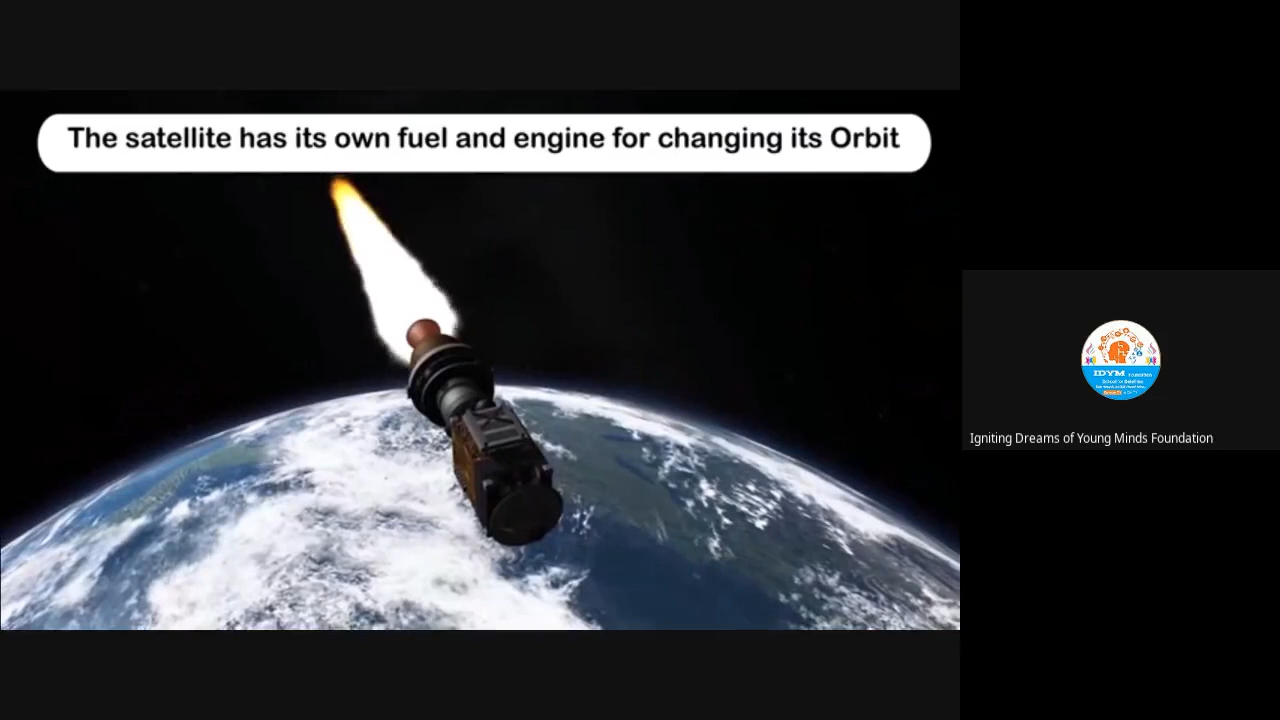 The satellite has its own fuel and engine for changing its Orbit
IDYM Foundation
Igniting Dreams of Young Minds Foundation